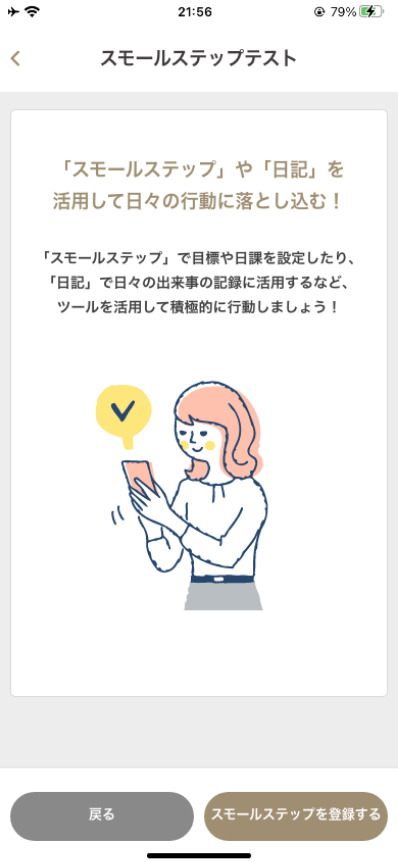 21:56
79%
スモールステップテスト
「スモールステップ」や「日記」を
活用して日々の行動に落とし込む！
「スモールステップ」で目標や日課を設定したり、
「日記」で日々の出来事の記録に活用するなど、
ツールを活用して積極的に行動しましょう！
戻る
スモールステップを登録する